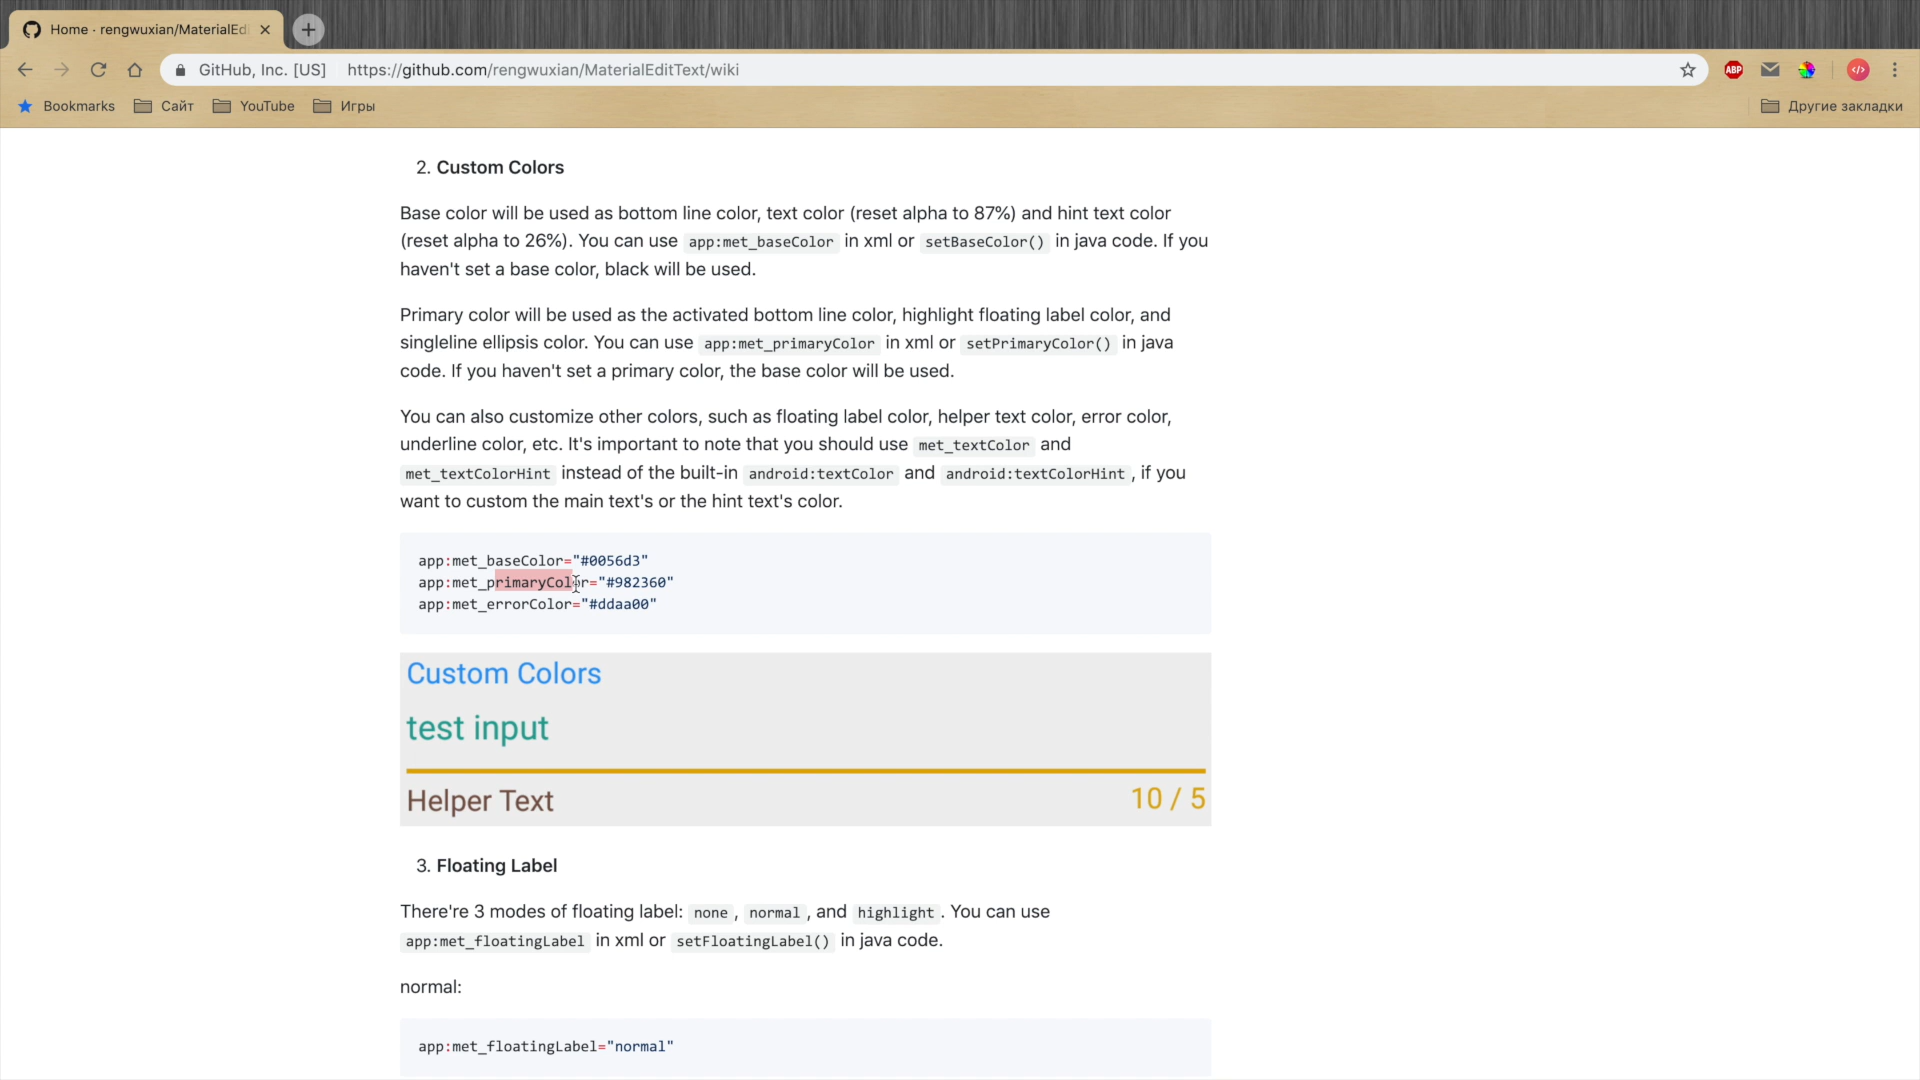 Home · rengwuxian/MaterialEdi
GitHub, Inc. [US] https://github.com/rengwuxian/MaterialEditText/wiki
ABP
</>
Bookmarks Сайт YouTube Игры Другие закладки
2. Custom Colors
Base color will be used as bottom line color, text color (reset alpha to 87%) and hint text color
(reset alpha to 26%). You can use app:met_baseColor in xml or setBaseColor() in java code. If you
haven't set a base color, black will be used.
Primary color will be used as the activated bottom line color, highlight floating label color, and
singleline ellipsis color. You can use app:met_primaryColor in xml or setPrimaryColor() in java
code. If you haven't set a primary color, the base color will be used.
You can also customize other colors, such as floating label color, helper text color, error color,
underline color, etc. It's important to note that you should use met_textColor and
met_textColorHint instead of the built-in android:textColor and android:textColorHint, if you
want to custom the main text's or the hint text's color.
app:met_baseColor="#0056d3"
app:met_primaryColor="#982360"
app:met_errorColor="#ddaa00"
Custom Colors
test input
Helper Text 10 / 5
3. Floating Label
There're 3 modes of floating label: none, normal, and highlight. You can use
app:met_floatingLabel in xml or setFloatingLabel() in java code.
normal:
app:met_floatingLabel="normal"